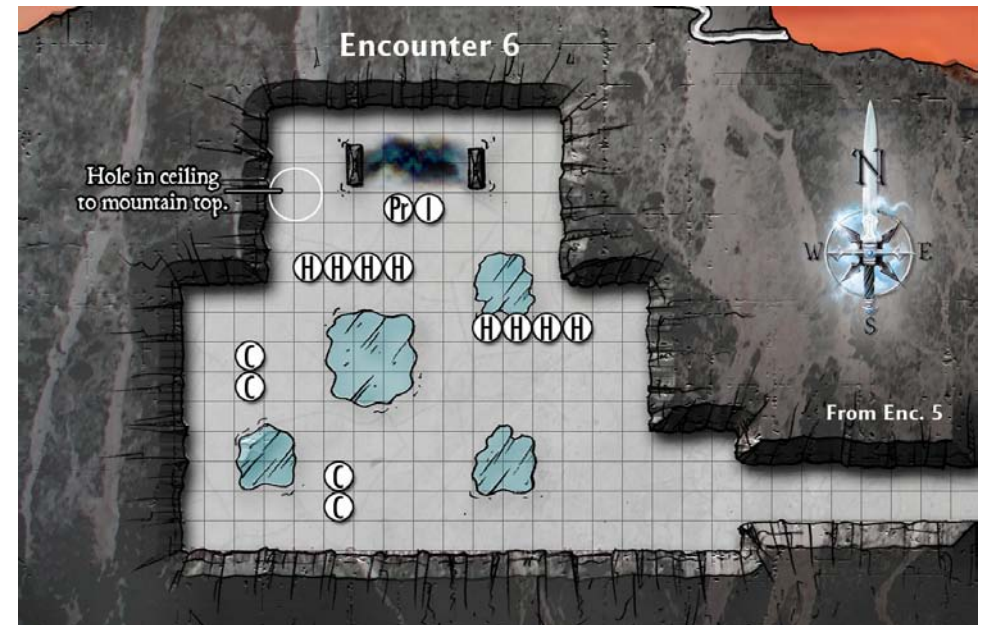 Encounter 6
Hole in ceiling
to mountain top.
N
W E
S
Pr I
H H H H
H H H H
C
C
From Enc. 5
C
C